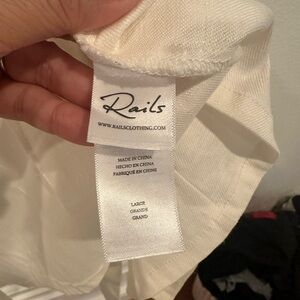 Rails
WWW.RAILSCLOTHING.COM
MADE IN CHINA
HECHO EN CHINA
FABRIQUÉ EN CHINE
LARGE
GRANDE
GRAND